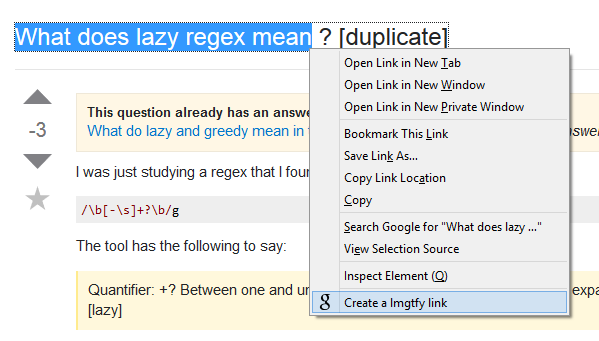 What does lazy regex mean ? [duplicate]
Open Link in New Tab
Open Link in New Window
Open Link in New Private Window
Bookmark This Link
Save Link As...
Copy Link Location
Copy
Search Google for "What does lazy ..."
View Selection Source
Inspect Element (Q)
g Create a lmgtfy link
-3
This question already has an answe
What do lazy and greedy mean in
I was just studying a regex that I four
/\b[-\s]+?\b/g
The tool has the following to say:
Quantifier: +? Between one and un
expa
[lazy]